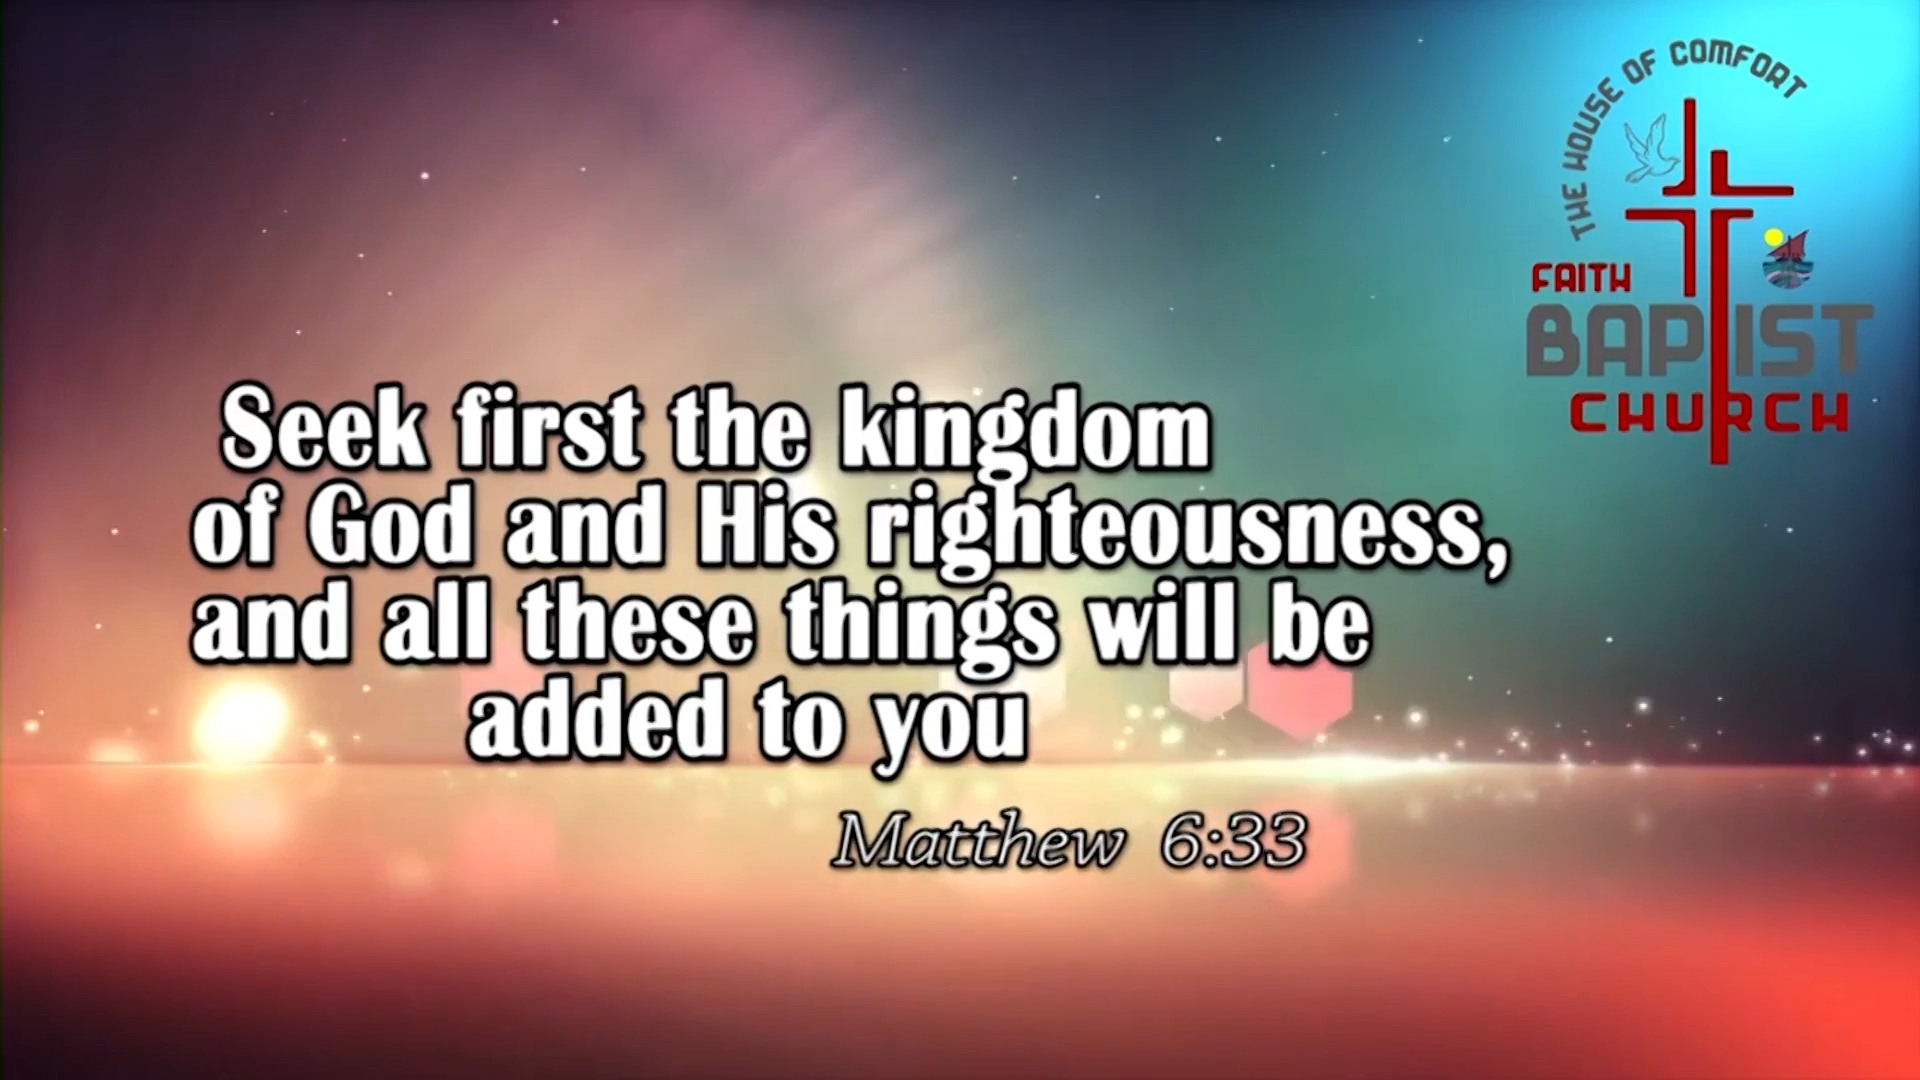 THE HOUSE OF COMFORT
FAITH
BAPTIST
CHURCH
Seek first the kingdom
of God and His righteousness,
and all these things will be
added to you
Matthew 6:33